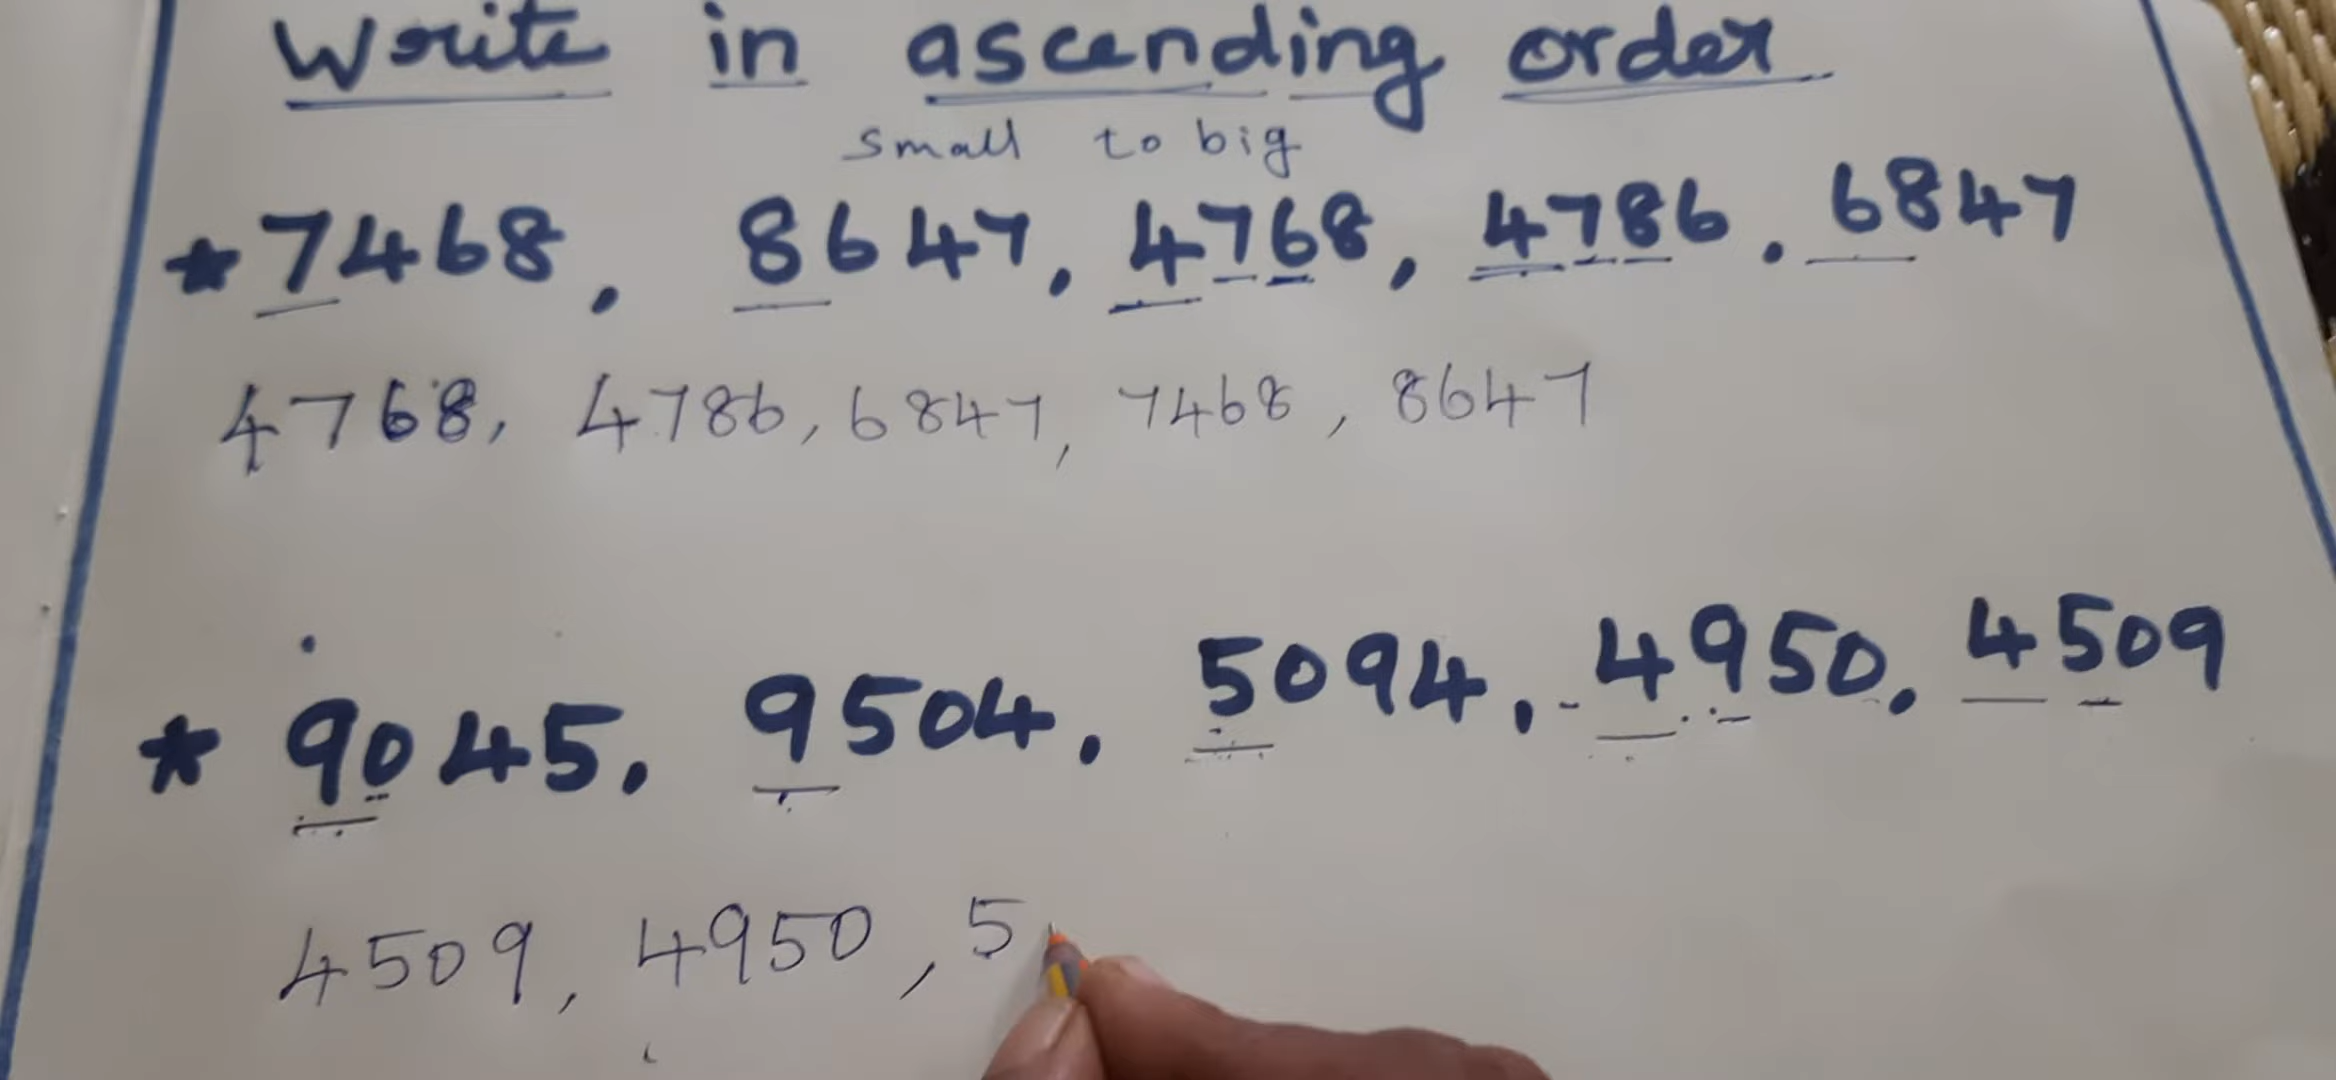 Write in ascending order
small to big
* 7468, 8647, 4768, 4786, 6847
4768, 4786, 6847, 7468, 8647
* 9045, 9504, 5094, 4950, 4509
4509, 4950, 5